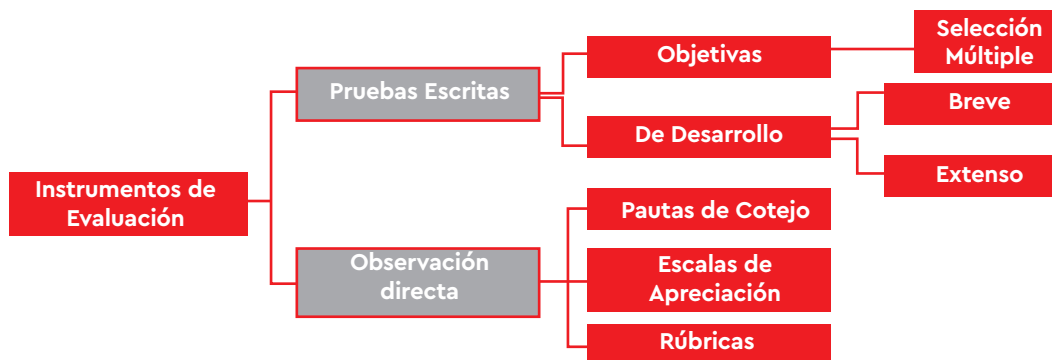 Instrumentos de
Evaluación
Pruebas Escritas
Objetivas
Selección
Múltiple
De Desarrollo
Breve
Extenso
Observación
directa
Pautas de Cotejo
Escalas de
Apreciación
Rúbricas